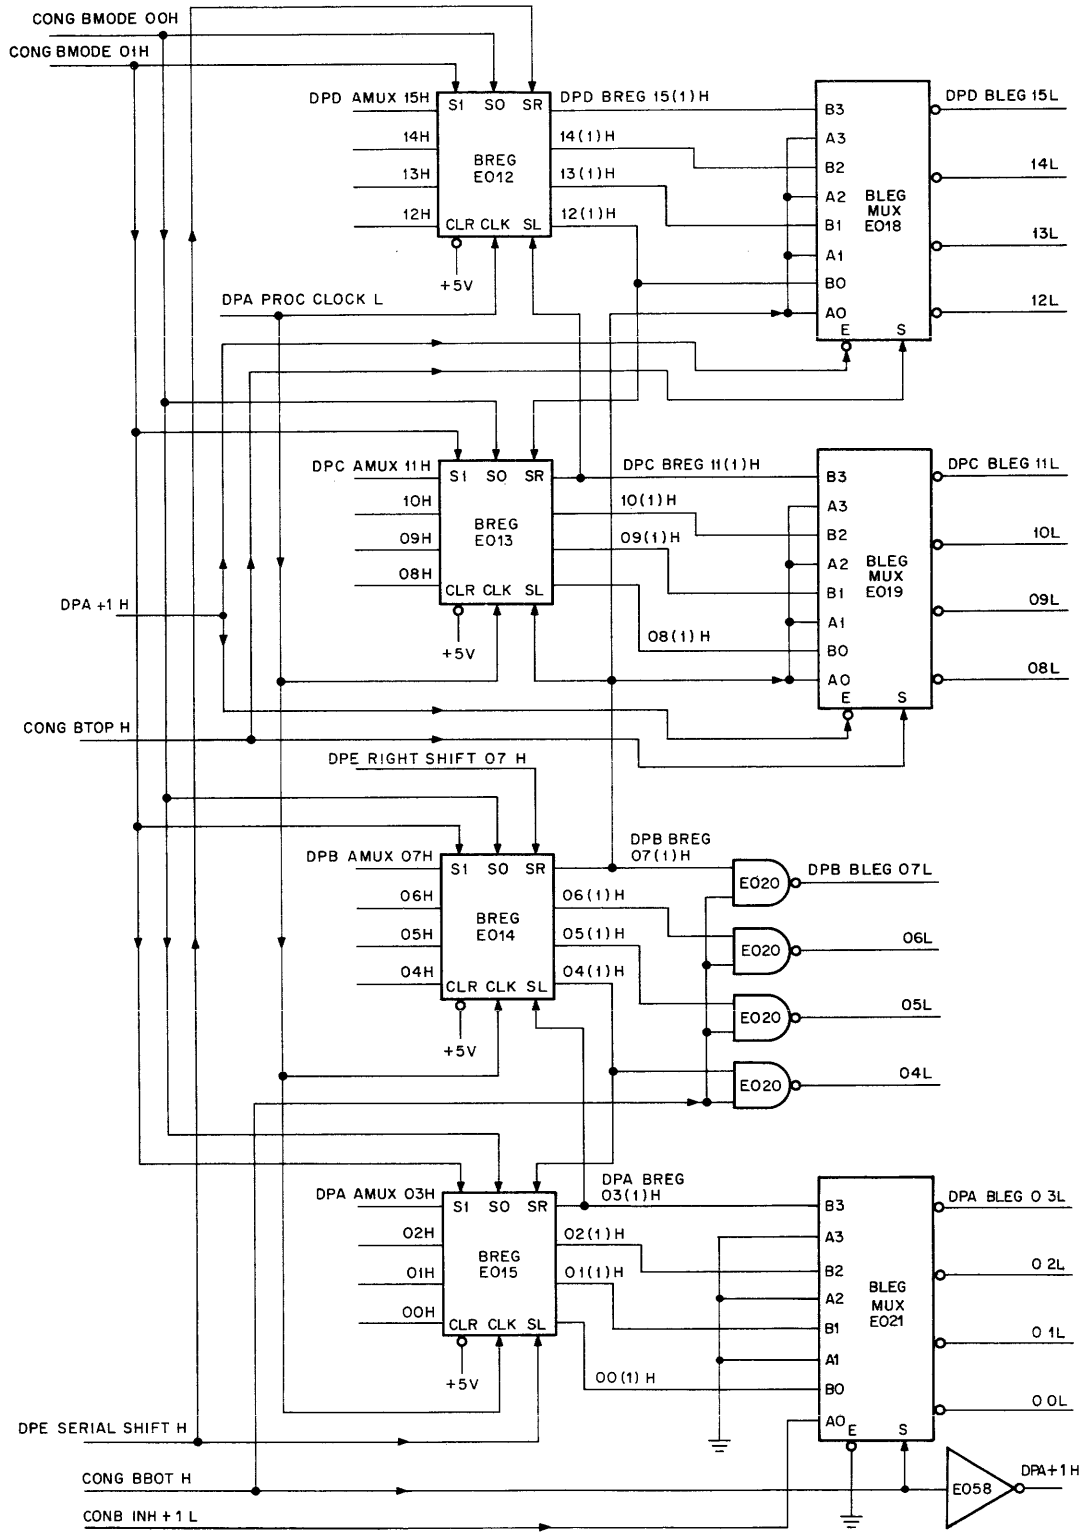 CONG BMODE 00H
CONG BMODE 01H
DPD AMUX 15H
14H
13H
12H
S1 S0 SR
BREG
E012
CLR CLK SL
+5V
DPD BREG 15(1)H
14(1)H
13(1)H
12(1)H
B3
A3
B2
A2
B1
A1
B0
A0
BLEG
MUX
E018
E S
DPD BLEG 15L
14L
13L
12L
DPA PROC CLOCK L
DPC AMUX 11H
10H
09H
08H
S1 S0 SR
BREG
E013
CLR CLK SL
+5V
DPC BREG 11(1)H
10(1)H
09(1)H
08(1)H
B3
A3
B2
A2
B1
A1
B0
A0
BLEG
MUX
E019
E S
DPC BLEG 11L
10L
09L
08L
DPA +1 H
CONG BTOP H
DPE RIGHT SHIFT 07 H
DPB AMUX 07H
06H
05H
04H
S1 S0 SR
BREG
E014
CLR CLK SL
+5V
DPB BREG
07(1)H
06(1)H
05(1)H
04(1)H
E020
E020
E020
E020
DPB BLEG 07L
06L
05L
04L
DPA AMUX 03H
02H
01H
00H
S1 S0 SR
BREG
E015
CLR CLK SL
+5V
DPA BREG
03(1)H
02(1)H
01(1)H
00(1)H
B3
A3
B2
A2
B1
A1
B0
A0
BLEG
MUX
E021
E S
DPA BLEG 03L
02L
01L
00L
DPE SERIAL SHIFT H
CONG BBOT H
E058
DPA+1H
CONB INH+1 L